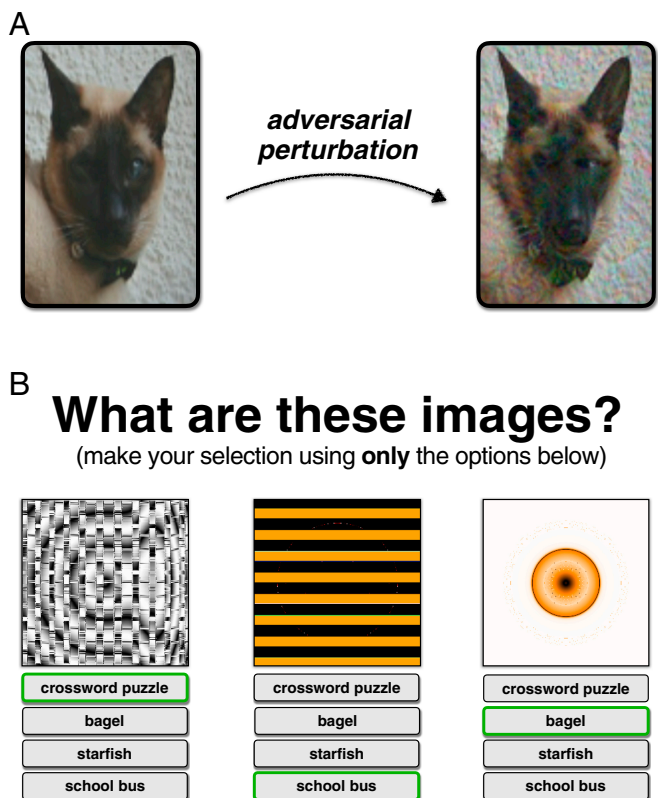 A
adversarial
perturbation
B
What are these images?
(make your selection using only the options below)
crossword puzzle
bagel
starfish
school bus
crossword puzzle
bagel
starfish
school bus
crossword puzzle
bagel
starfish
school bus